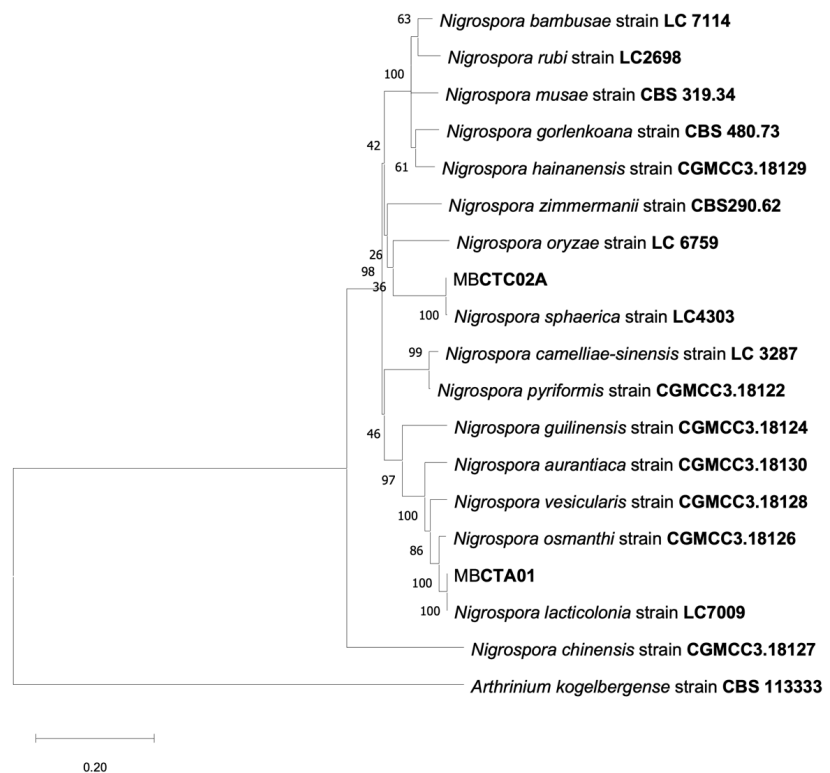 63
Nigrospora bambusae strain LC 7114
Nigrospora rubi strain LC2698
100
Nigrospora musae strain CBS 319.34
Nigrospora gorlenkoana strain CBS 480.73
42
61
Nigrospora hainanensis strain CGMCC3.18129
Nigrospora zimmermanii strain CBS290.62
Nigrospora oryzae strain LC 6759
26
98
36
MBCTC02A
100
Nigrospora sphaerica strain LC4303
99
Nigrospora camelliae-sinensis strain LC 3287
Nigrospora pyriformis strain CGMCC3.18122
Nigrospora guilinensis strain CGMCC3.18124
46
Nigrospora aurantiaca strain CGMCC3.18130
97
Nigrospora vesicularis strain CGMCC3.18128
100
Nigrospora osmanthi strain CGMCC3.18126
86
MBCTA01
100
100
Nigrospora lacticolonia strain LC7009
Nigrospora chinensis strain CGMCC3.18127
Arthrinium kogelbergense strain CBS 113333
0.20